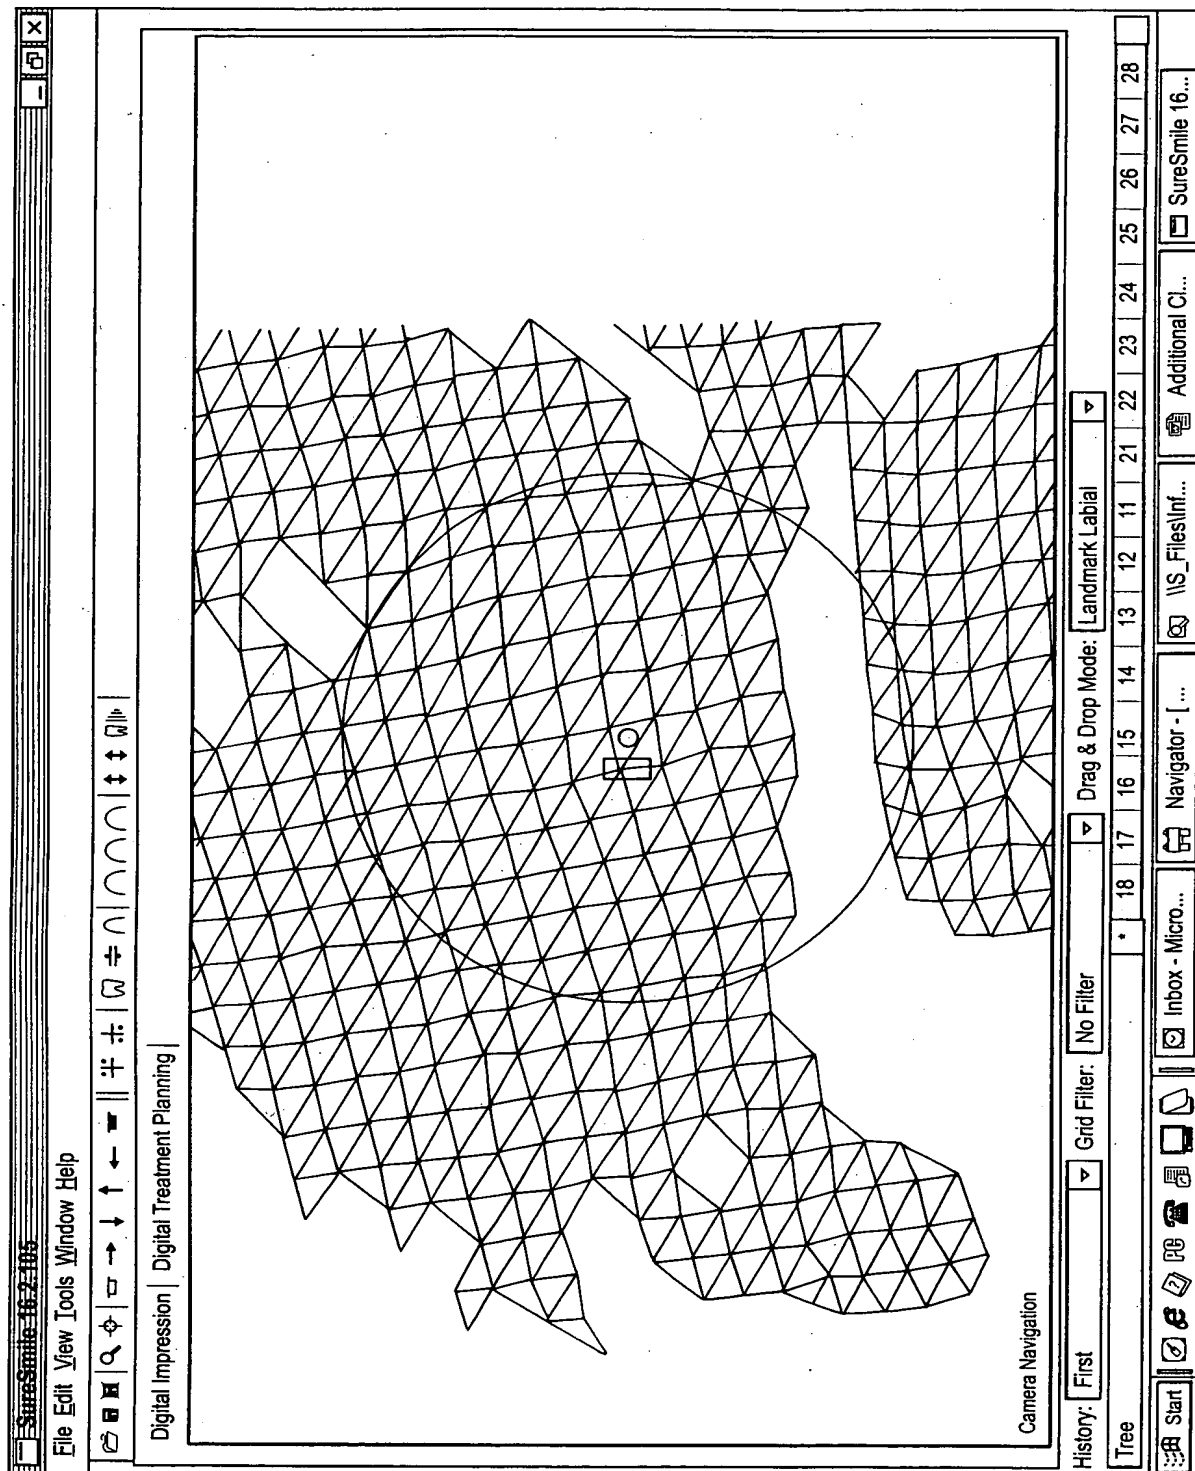 SureSmile 16.2.105
File Edit View Tools Window Help
Digital Impression Digital Treatment Planning
Camera Navigation
History: First Grid Filter: No Filter Drag & Drop Mode: Landmark Labial
Tree * 18 17 16 15 14 13 12 11 21 22 23 24 25 26 27 28
Start PC Inbox - Micro... Navigator - [ ... \\S_Files\Inf... Additional Cl... SureSmile 16...